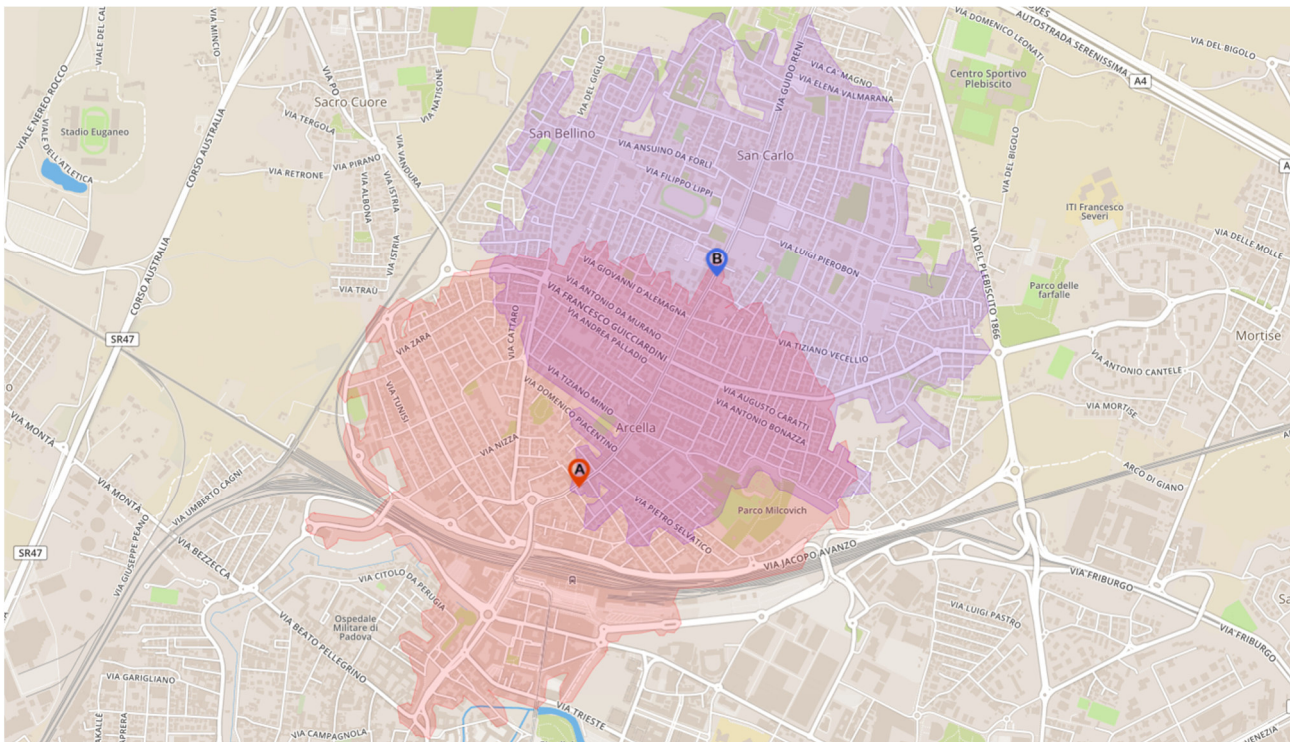 VIALE NEREO ROCCO
VIALE DEL CAL
VIA MINCIO
Stadio Euganeo
VIALE DELL'ATLETICA
CORSO AUSTRALIA
VIA PO
VIA NATISONE
Sacro Cuore
VIA TERGOLA
VIA PIRANO
VIA RETRONE
VIA VANDURA
VIA ALBONA
VIA ISTRIA
VIA ISTRIA
VIA TRAÙ
CORSO AUSTRALIA
SR47
VIA DEL GIGLIO
San Bellino
VIA ANSUINO DA FORLÌ
VIA FILIPPO LIPPI
VIA GUIDO RENI
VIA CA' MAGNO
VIA ELENA VALMARANA
San Carlo
VIA DOMENICO LEONATI
AUTOSTRADA SERENISSIMA
A4
VIA DEL BIGOLO
Centro Sportivo
Plebiscito
VIA DEL BIGOLO
ITI Francesco
Severi
VIA DELLE MOLLE
VIA DEL PLEBISCITO 1866
Parco delle
farfalle
Mortise
VIA ANTONIO CANTELE
VIA MORTISE
B
VIA LUIGI PIEROBON
VIA GIOVANNI D'ALEMAGNA
VIA ANTONIO DA MURANO
VIA FRANCESCO GUICCIARDINI
VIA ANDREA PALLADIO
VIA TIZIANO VECELLIO
VIA CATTARO
VIA ZARA
VIA TUNISI
VIA TIZIANO MINIO
VIA DOMENICO PIACENTINO
VIA AUGUSTO CARATTI
VIA ANTONIO BONAZZA
Arcella
VIA NIZZA
A
VIA PIETRO SELVATICO
Parco Milcovich
VIA JACOPO AVANZO
ARCO DI GIANO
VIA MONTÀ
VIA MONTÀ
VIA UMBERTO CAGNI
VIA GIUSEPPE PEANO
SR47
VIA BEZZECCA
VIA CITOLO DA PERUGIA
Ospedale
Militare di
Padova
VIA BEATO PELLEGRINO
VIA GARIGLIANO
VIA CAMPAGNOLA
VIA TRIESTE
VIA LUIGI PASTRO
VIA FRIBURGO
VIA FRIBURGO